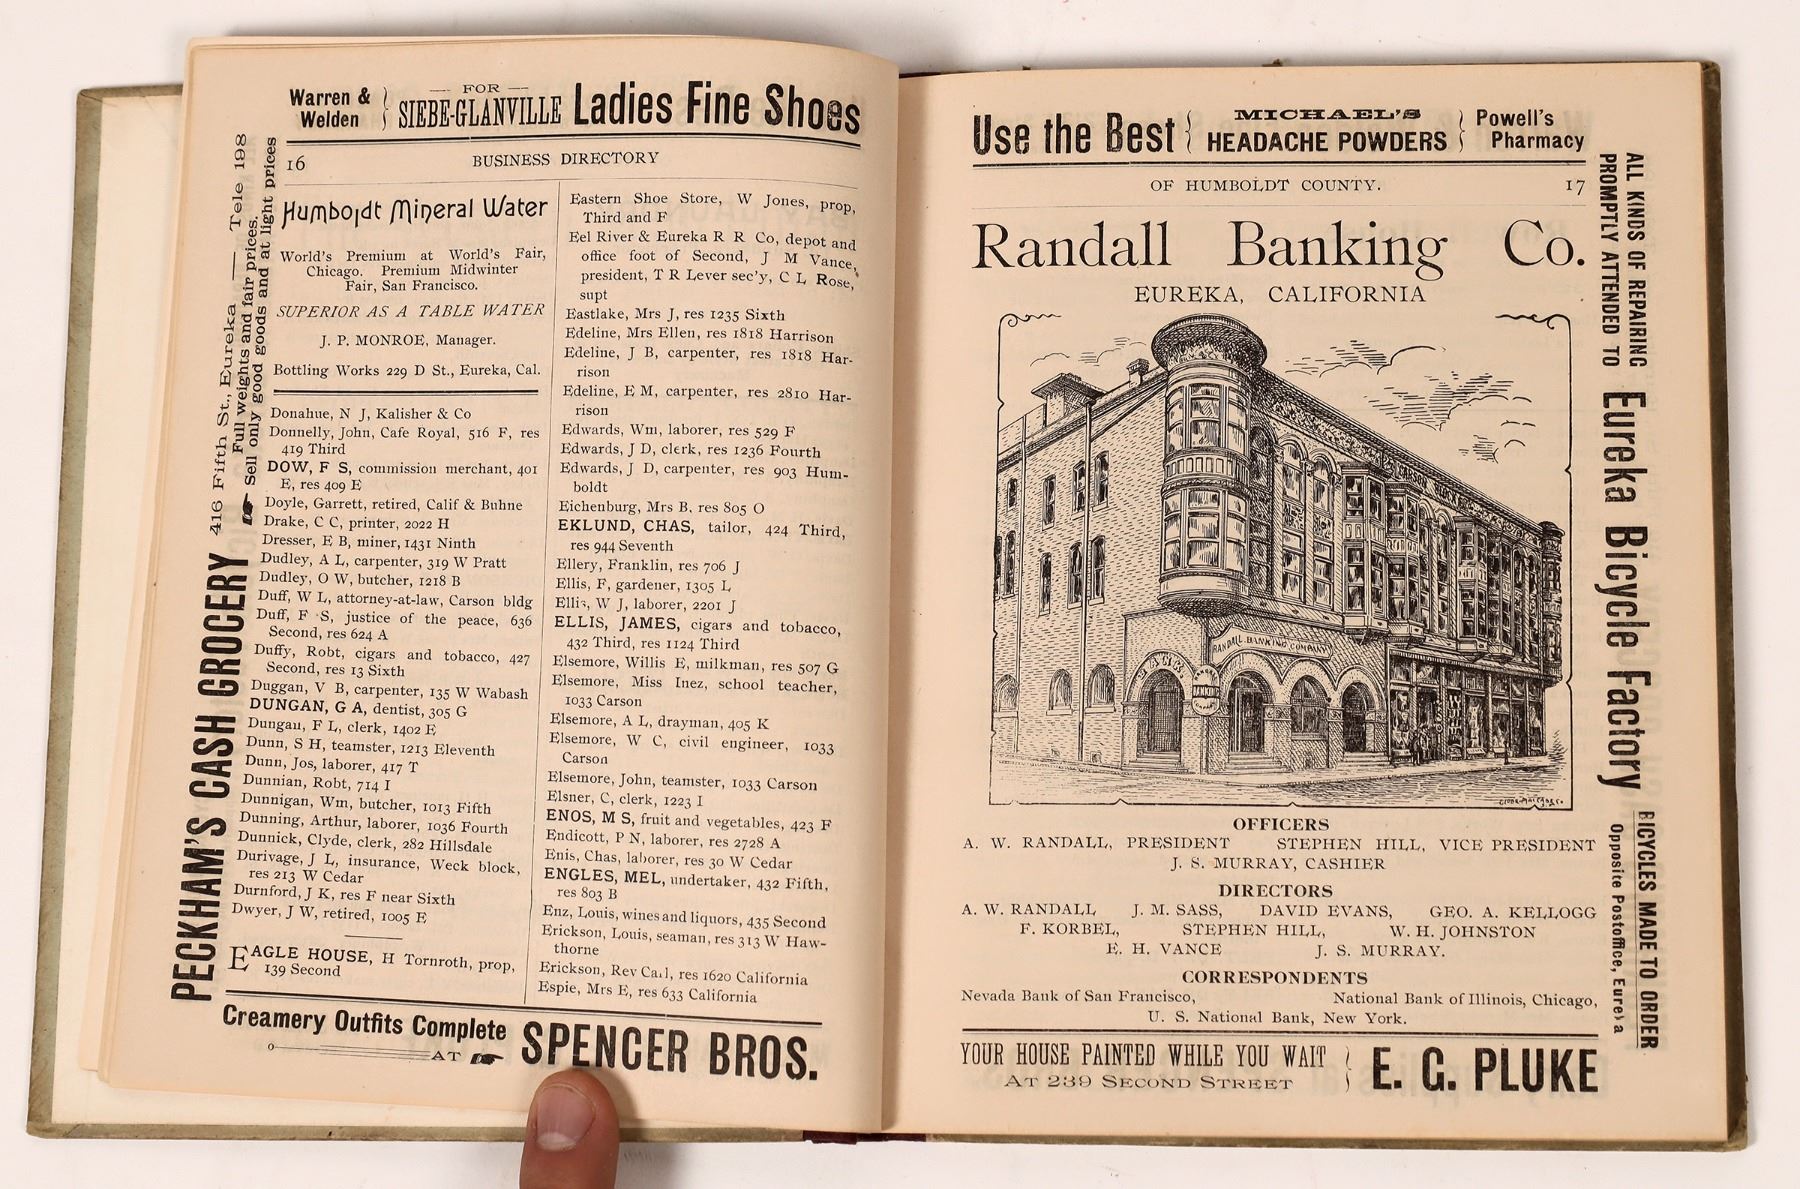 Warren & Welden } — FOR — SIEBE-GLANVILLE Ladies Fine Shoes
16 BUSINESS DIRECTORY
PECKHAM'S CASH GROCERY 416 Fifth St., Eureka — Tele 198
Full weights and fair prices.
Sell only good goods and at light prices
Humboldt Mineral Water
World's Premium at World's Fair,
Chicago. Premium Midwinter
Fair, San Francisco.
SUPERIOR AS A TABLE WATER
J. P. MONROE, Manager.
Bottling Works 229 D St., Eureka, Cal.
Donahue, N J, Kalisher & Co
Donnelly, John, Cafe Royal, 516 F, res
419 Third
DOW, F S, commission merchant, 401
E, res 409 E
Doyle, Garrett, retired, Calif & Buhne
Drake, C C, printer, 2022 H
Dresser, E B, miner, 1431 Ninth
Dudley, A L, carpenter, 319 W Pratt
Dudley, O W, butcher, 1218 B
Duff, W L, attorney-at-law, Carson bldg
Duff, F S, justice of the peace, 636
Second, res 624 A
Duffy, Robt, cigars and tobacco, 427
Second, res 13 Sixth
Duggan, V B, carpenter, 135 W Wabash
DUNGAN, G A, dentist, 305 G
Dungan, F L, clerk, 1402 E
Dunn, S H, teamster, 1213 Eleventh
Dunn, Jos, laborer, 417 T
Dunnian, Robt, 714 I
Dunnigan, Wm, butcher, 1013 Fifth
Dunning, Arthur, laborer, 1036 Fourth
Dunnick, Clyde, clerk, 282 Hillsdale
Durivage, J L, insurance, Weck block,
res 213 W Cedar
Durnford, J K, res F near Sixth
Dwyer, J W, retired, 1005 E
EAGLE HOUSE, H Tornroth, prop,
139 Second
Eastern Shoe Store, W Jones, prop,
Third and F
Eel River & Eureka R R Co, depot and
office foot of Second, J M Vance,
president, T R Lever sec'y, C L Rose,
supt
Eastlake, Mrs J, res 1235 Sixth
Edeline, Mrs Ellen, res 1818 Harrison
Edeline, J B, carpenter, res 1818 Har-
rison
Edeline, E M, carpenter, res 2810 Har-
rison
Edwards, Wm, laborer, res 529 F
Edwards, J D, clerk, res 1236 Fourth
Edwards, J D, carpenter, res 903 Hum-
boldt
Eichenburg, Mrs B, res 805 O
EKLUND, CHAS, tailor, 424 Third,
res 944 Seventh
Ellery, Franklin, res 706 J
Ellis, F, gardener, 1305 L
Ellis, W J, laborer, 2201 J
ELLIS, JAMES, cigars and tobacco,
432 Third, res 1124 Third
Elsemore, Willis E, milkman, res 507 G
Elsemore, Miss Inez, school teacher,
1033 Carson
Elsemore, A L, drayman, 405 K
Elsemore, W C, civil engineer, 1033
Carson
Elsemore, John, teamster, 1033 Carson
Elsner, C, clerk, 1223 I
ENOS, M S, fruit and vegetables, 423 F
Endicott, P N, laborer, res 2728 A
Enis, Chas, laborer, res 30 W Cedar
ENGLES, MEL, undertaker, 432 Fifth,
res 803 B
Enz, Louis, wines and liquors, 435 Second
Erickson, Louis, seaman, res 313 W Haw-
thorne
Erickson, Rev Carl, res 1620 California
Espie, Mrs E, res 633 California
Creamery Outfits Complete
AT SPENCER BROS.
Use the Best { MICHAEL'S HEADACHE POWDERS } Powell's Pharmacy
OF HUMBOLDT COUNTY. 17
Randall Banking Co.
EUREKA, CALIFORNIA
RANDALL BANKING COMPANY
BANK
OFFICERS
A. W. RANDALL, PRESIDENT STEPHEN HILL, VICE PRESIDENT
J. S. MURRAY, CASHIER
DIRECTORS
A. W. RANDALL J. M. SASS, DAVID EVANS, GEO. A. KELLOGG
F. KORBEL, STEPHEN HILL, W. H. JOHNSTON
E. H. VANCE J. S. MURRAY.
CORRESPONDENTS
Nevada Bank of San Francisco, National Bank of Illinois, Chicago,
U. S. National Bank, New York.
YOUR HOUSE PAINTED WHILE YOU WAIT
AT 239 SECOND STREET } E. G. PLUKE
ALL KINDS OF REPAIRING
PROMPTLY ATTENDED TO
Eureka Bicycle Factory
BICYCLES MADE TO ORDER
Opposite Postoffice, Eureka